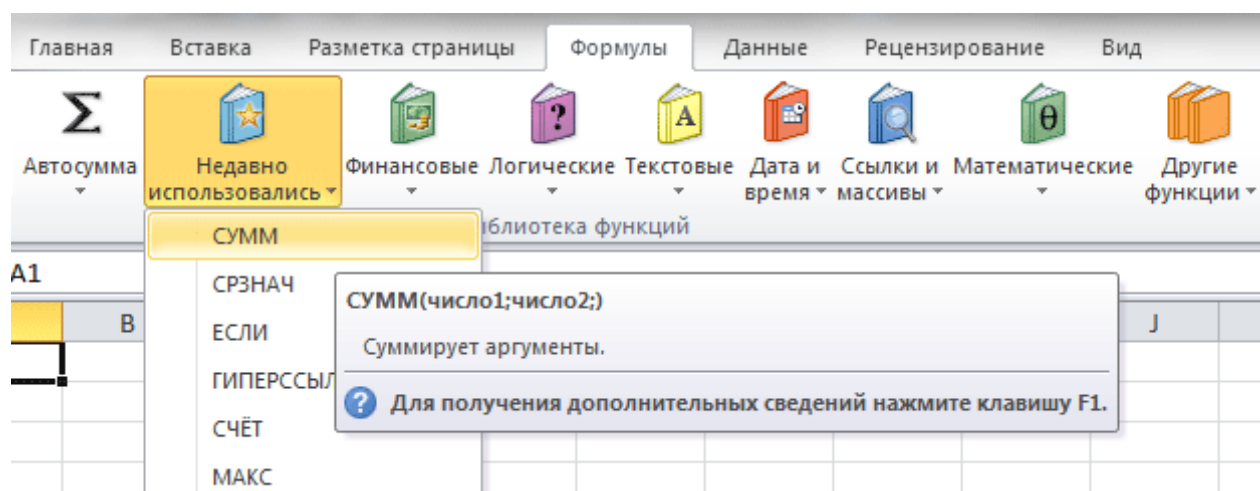 Главная Вставка Разметка страницы Формулы Данные Рецензирование Вид
Σ ? A θ
Автосумма Недавно использовались Финансовые Логические Текстовые Дата и время Ссылки и массивы Математические Другие функции
блиотека функций
A1
B J
СУММ
СРЗНАЧ
ЕСЛИ
ГИПЕРССЫЛ
СЧЁТ
МАКС
СУММ(число1;число2;)
Суммирует аргументы.
? Для получения дополнительных сведений нажмите клавишу F1.